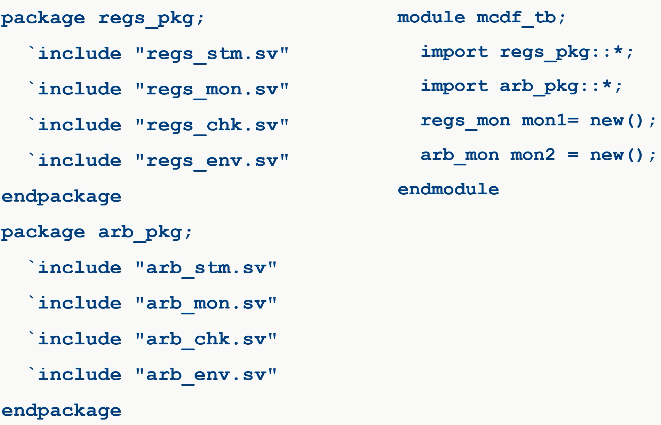 package regs_pkg;
`include "regs_stm.sv"
`include "regs_mon.sv"
`include "regs_chk.sv"
`include "regs_env.sv"
endpackage
package arb_pkg;
`include "arb_stm.sv"
`include "arb_mon.sv"
`include "arb_chk.sv"
`include "arb_env.sv"
endpackage
module mcdf_tb;
import regs_pkg::*;
import arb_pkg::*;
regs_mon mon1= new();
arb_mon mon2 = new();
endmodule